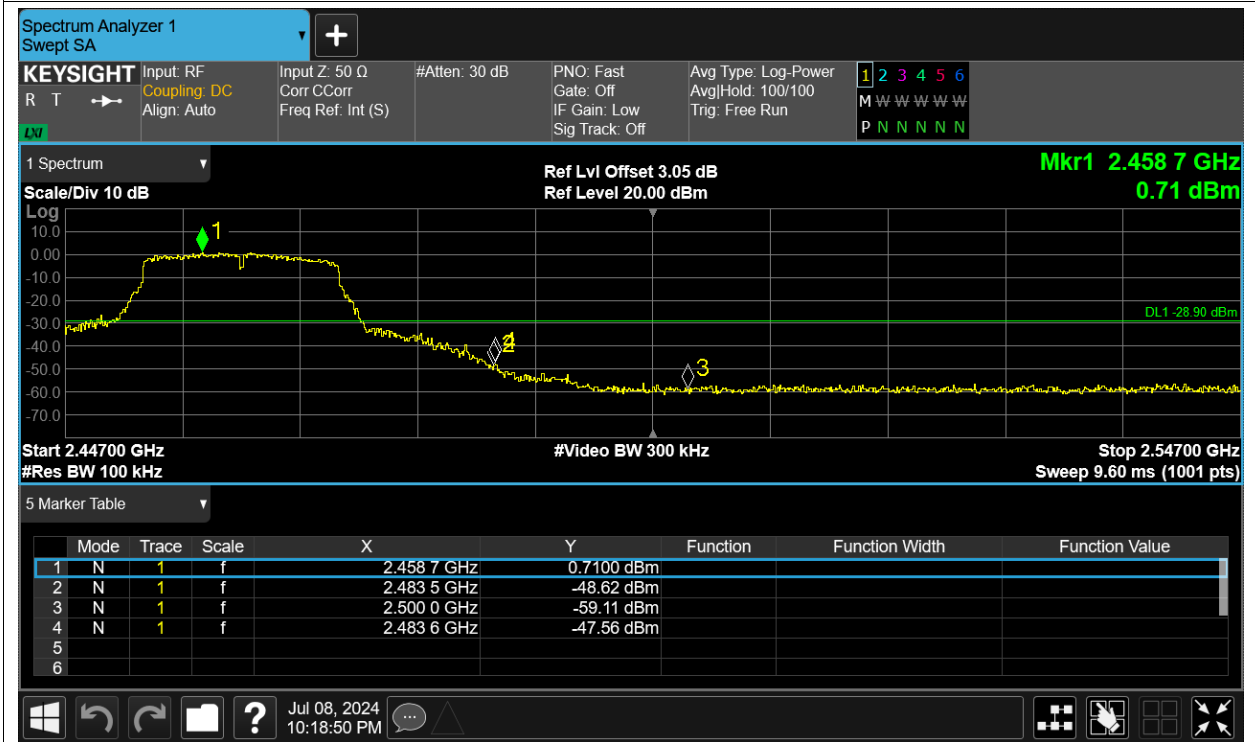 Spectrum Analyzer 1
Swept SA
+
KEYSIGHT
R T
LXI
Input: RF
Coupling: DC
Align: Auto
Input Z: 50 Ω
Corr CCorr
Freq Ref: Int (S)
#Atten: 30 dB
PNO: Fast
Gate: Off
IF Gain: Low
Sig Track: Off
Avg Type: Log-Power
Avg|Hold: 100/100
Trig: Free Run
1 2 3 4 5 6
M W W W W W
P N N N N N
1 Spectrum
Scale/Div 10 dB
Log
Ref Lvl Offset 3.05 dB
Ref Level 20.00 dBm
Mkr1 2.458 7 GHz
0.71 dBm
10.0
0.00
-10.0
-20.0
-30.0
-40.0
-50.0
-60.0
-70.0
1
2
4
3
DL1 -28.90 dBm
Start 2.44700 GHz
#Video BW 300 kHz
Stop 2.54700 GHz
#Res BW 100 kHz
Sweep 9.60 ms (1001 pts)
5 Marker Table
Mode Trace Scale X Y Function Function Width Function Value
1 N 1 f 2.458 7 GHz 0.7100 dBm
2 N 1 f 2.483 5 GHz -48.62 dBm
3 N 1 f 2.500 0 GHz -59.11 dBm
4 N 1 f 2.483 6 GHz -47.56 dBm
5
6
?
Jul 08, 2024
10:18:50 PM